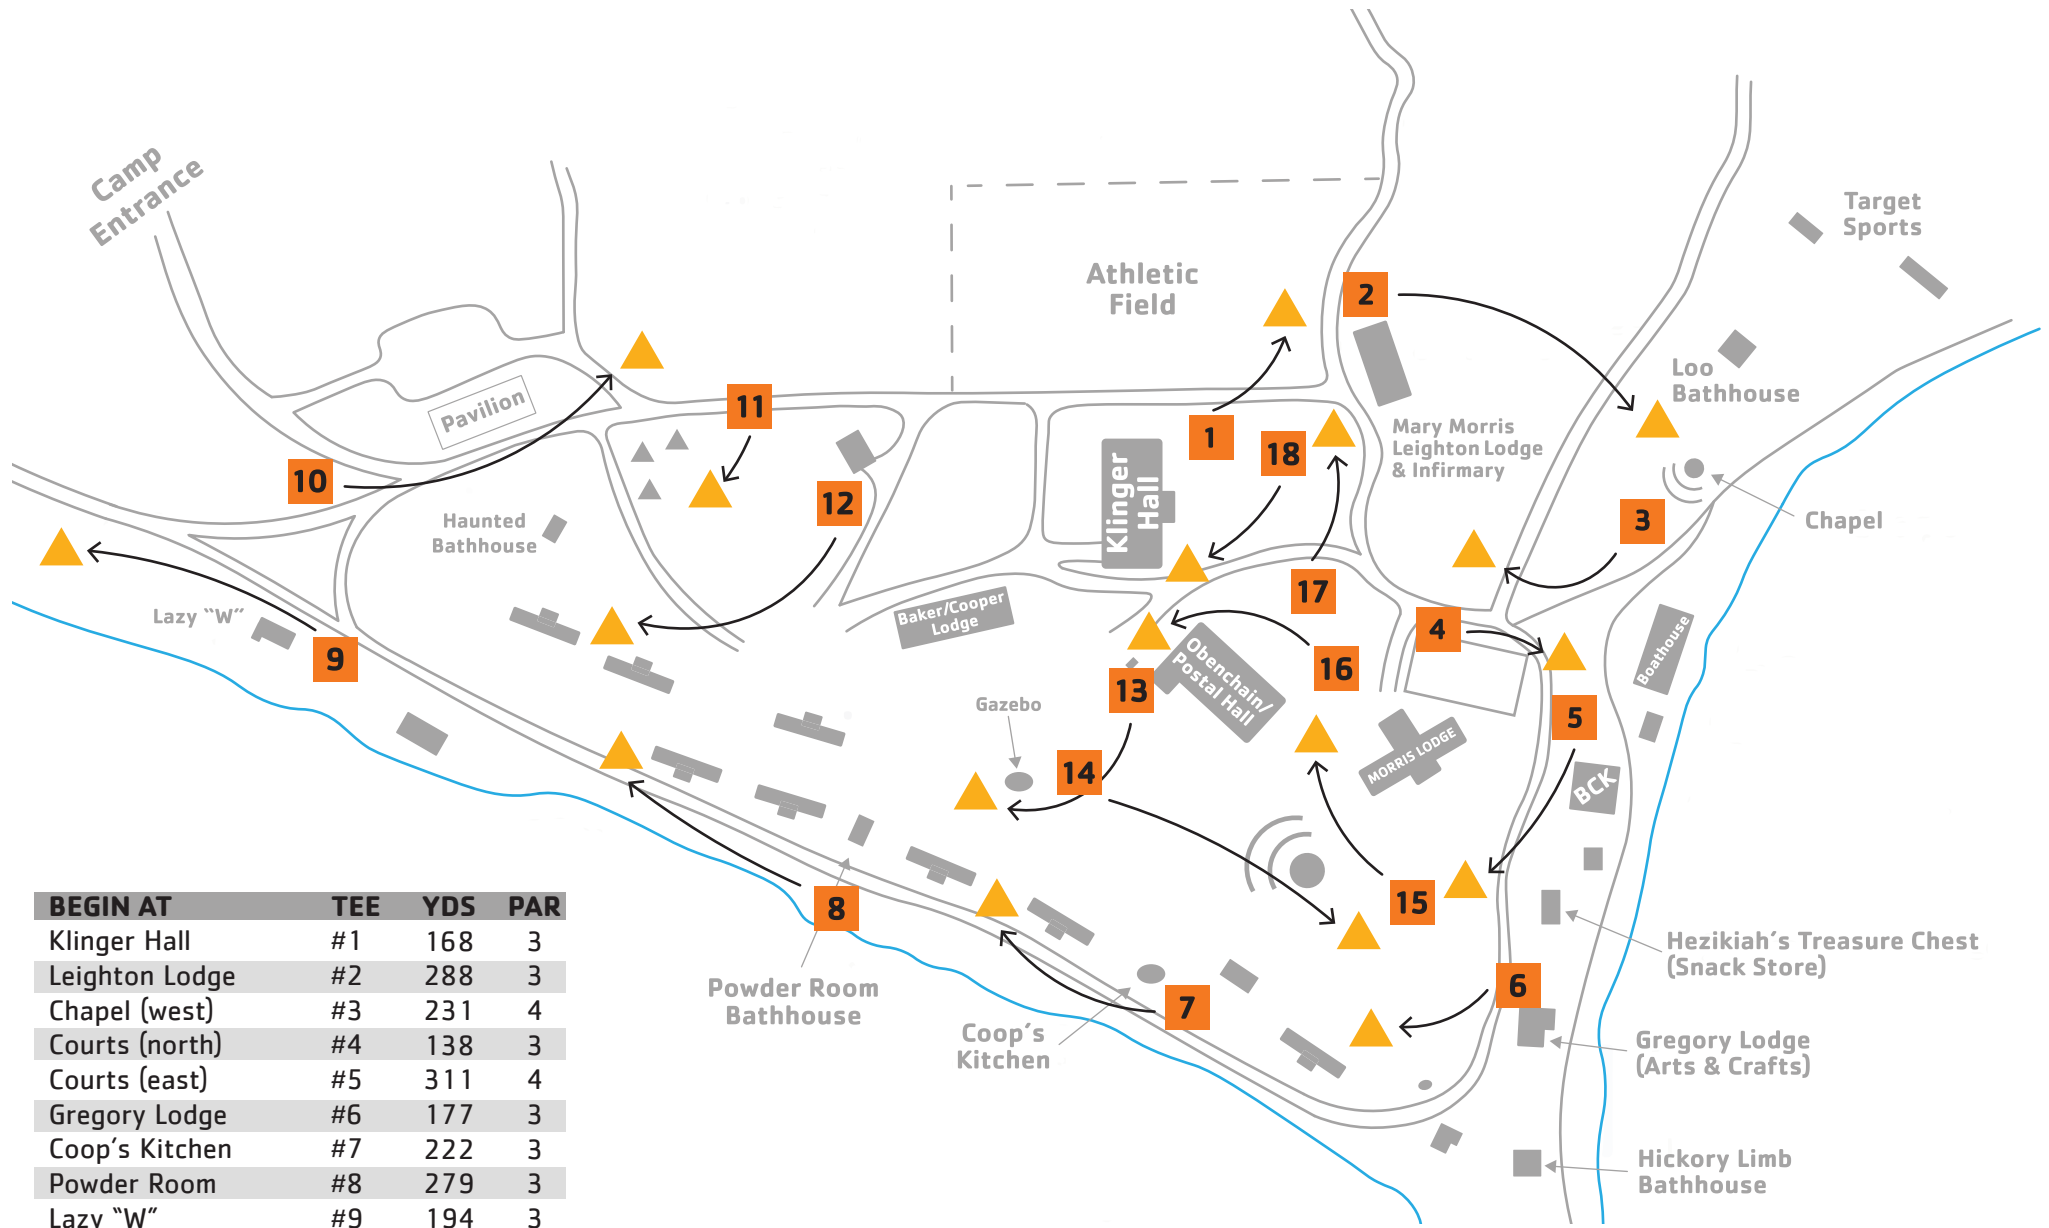 Camp
Entrance
Target
Sports
Athletic
Field
2
Loo
Bathhouse
Pavilion
11
1
18
Mary Morris
Leighton Lodge
& Infirmary
10
12
Klinger
Hall
3
Chapel
Haunted
Bathhouse
17
Lazy “W”
Baker/Cooper
Lodge
4
Boathouse
9
16
Obenchain/
Postal Hall
13
Gazebo
5
14
MORRIS LODGE
BCK
15
8
Hezikiah’s Treasure Chest
(Snack Store)
Powder Room
Bathhouse
6
7
Coop’s
Kitchen
Gregory Lodge
(Arts & Crafts)
Hickory Limb
Bathhouse
BEGIN AT TEE YDS PAR
Klinger Hall #1 168 3
Leighton Lodge #2 288 3
Chapel (west) #3 231 4
Courts (north) #4 138 3
Courts (east) #5 311 4
Gregory Lodge #6 177 3
Coop’s Kitchen #7 222 3
Powder Room #8 279 3
Lazy “W” #9 194 3